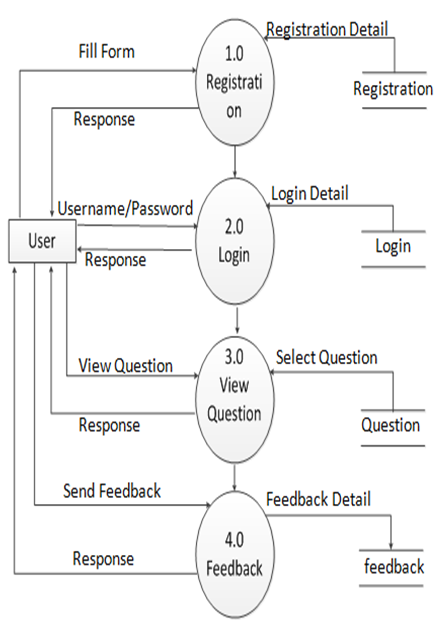 Registration Detail
Fill Form
1.0
Registrati
on
Registration
Response
Login Detail
Username/Password
2.0
Login
Login
User
Response
3.0
View
Question
Select Question
View Question
Question
Response
Send Feedback
Feedback Detail
4.0
Feedback
feedback
Response